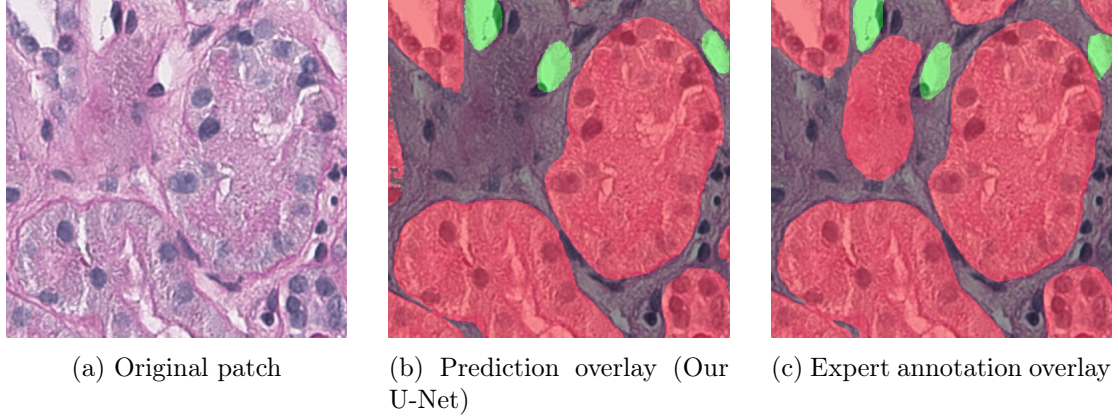 (a) Original patch
(b) Prediction overlay (Our
U-Net)
(c) Expert annotation overlay